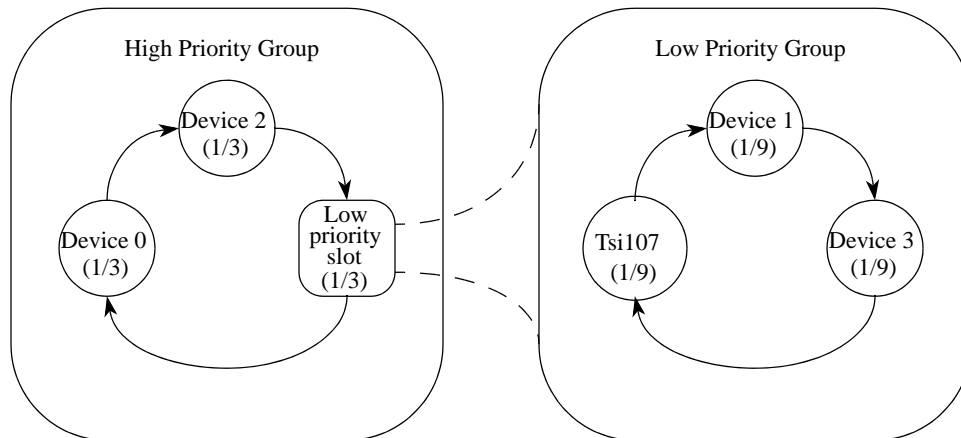 High Priority Group
Device 2
(1/3)
Device 0
(1/3)
Low
priority
slot
(1/3)
Low Priority Group
Device 1
(1/9)
Tsi107
(1/9)
Device 3
(1/9)